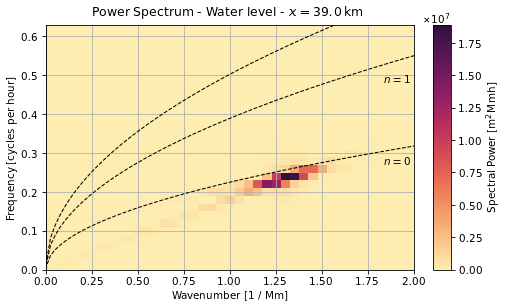 Power Spectrum - Water level - x = 39.0 km
×10⁷
0.6
0.5
0.4
0.3
0.2
0.1
0.0
Frequency [cycles per hour]
n = 1
n = 0
0.00 0.25 0.50 0.75 1.00 1.25 1.50 1.75 2.00
Wavenumber [1 / Mm]
1.75
1.50
1.25
1.00
0.75
0.50
0.25
0.00
Spectral Power [m² Mm h]